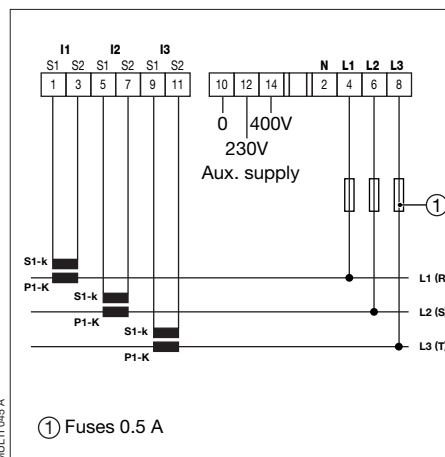 I1 I2 I3
S1 S2 S1 S2 S1 S2 N L1 L2 L3
1 3 5 7 9 11 10 12 14 2 4 6 8
0 400V
230V
Aux. supply
1
S1-k
P1-K
L1 (R
S1-k
P1-K
L2 (S
S1-k
P1-K
L3 (T)
1 Fuses 0.5 A